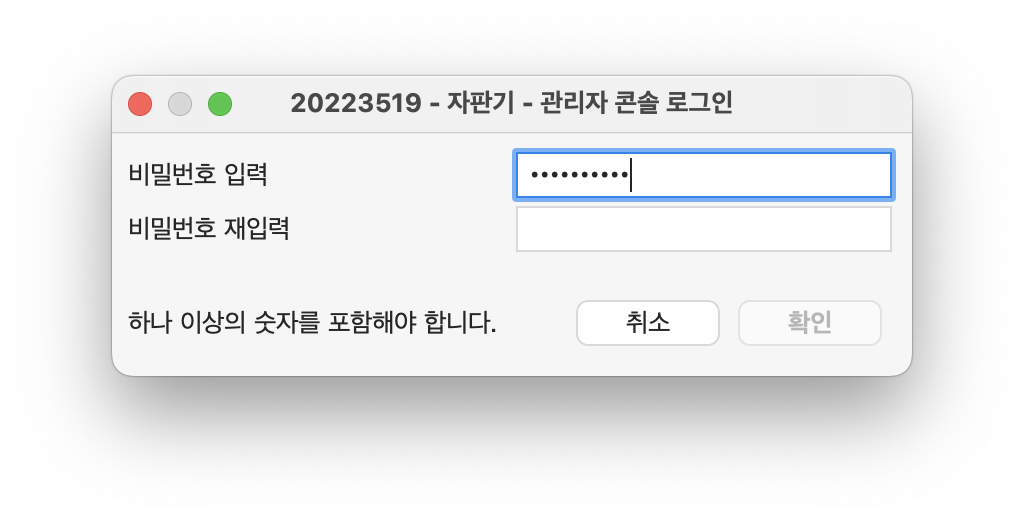 20223519 - 자판기 - 관리자 콘솔 로그인
비밀번호 입력
••••••••••
비밀번호 재입력
하나 이상의 숫자를 포함해야 합니다.
취소
확인